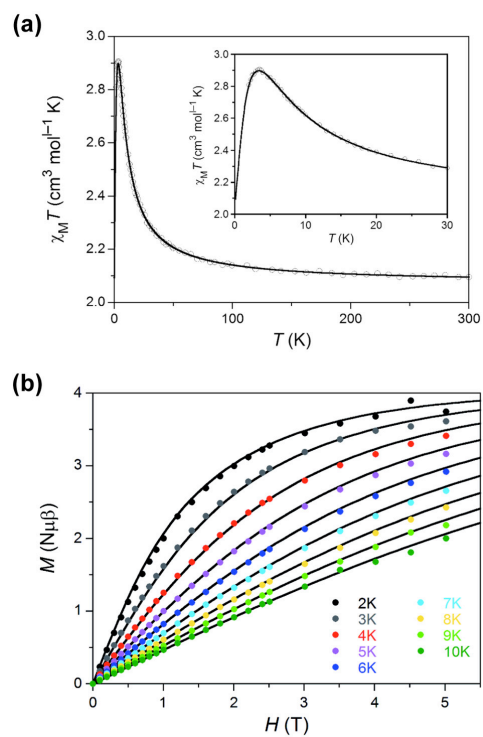 (a)
3.0
2.8
2.6
2.4
2.2
2.0
χMT (cm³ mol|⁻¹ K)
0
100
200
300
T (K)
3.0
2.8
2.6
2.4
2.2
2.0
χMT (cm³ mol|⁻¹ K)
0
10
20
30
T (K)
(b)
4
3
2
1
0
M (Nμβ)
0
1
2
3
4
5
H (T)
2K
3K
4K
5K
6K
7K
8K
9K
10K